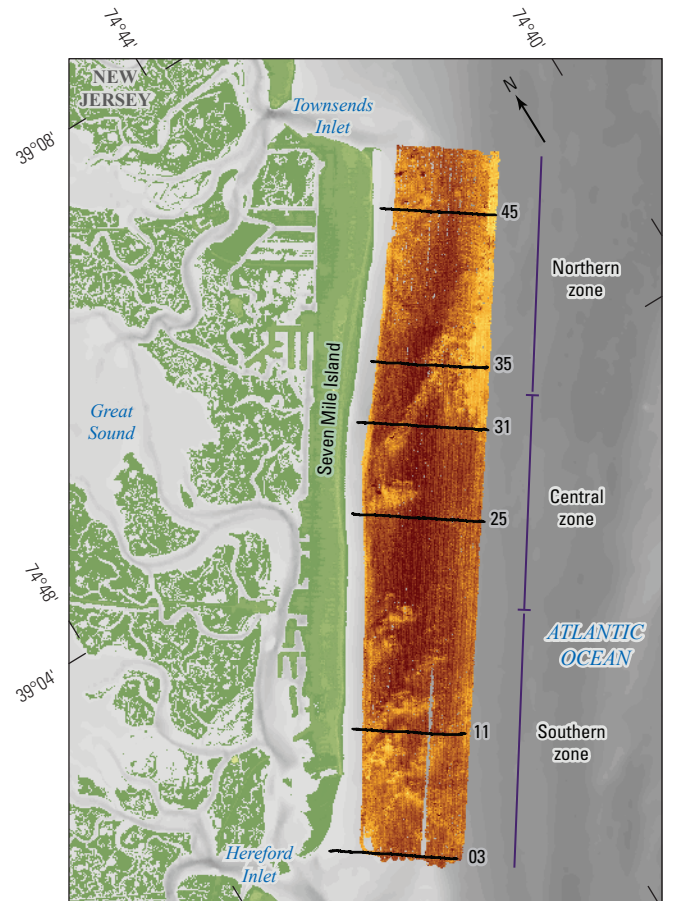 74°44'
74°40'
NEW
JERSEY
N
Townsends
Inlet
39°08'
45
Northern
zone
35
Seven Mile Island
31
Great
Sound
Central
zone
25
74°48'
ATLANTIC
OCEAN
39°04'
11
Southern
zone
Hereford
Inlet
03